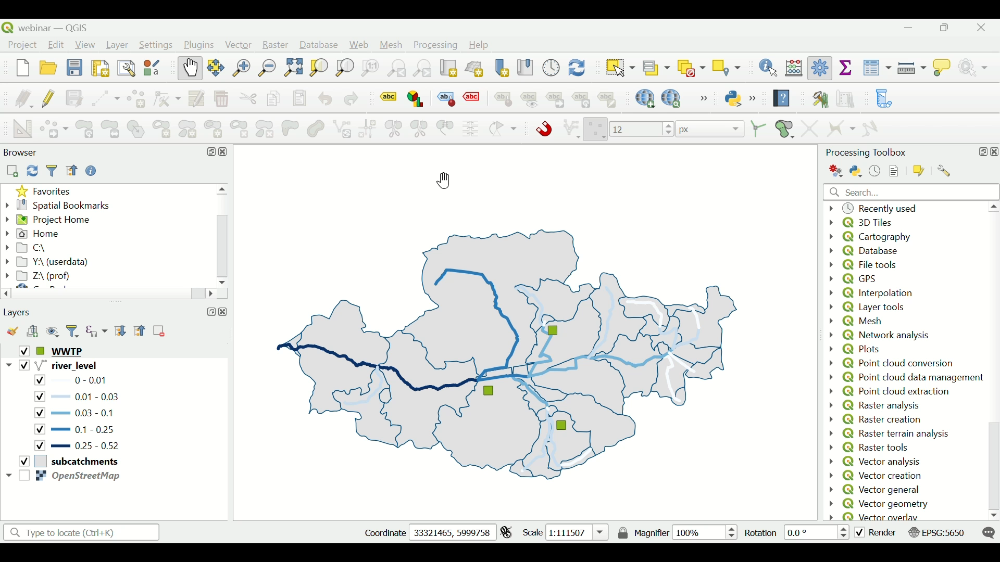 webinar — QGIS
Project Edit View Layer Settings Plugins Vector Raster Database Web Mesh Processing Help
1:1
abc abc abc
12 px
Browser
Favorites
Spatial Bookmarks
Project Home
Home
C:\
Y:\ (userdata)
Z:\ (prof)
Layers
WWTP
river_level
0 - 0.01
0.01 - 0.03
0.03 - 0.1
0.1 - 0.25
0.25 - 0.52
subcatchments
OpenStreetMap
Processing Toolbox
Search...
Recently used
3D Tiles
Cartography
Database
File tools
GPS
Interpolation
Layer tools
Mesh
Network analysis
Plots
Point cloud conversion
Point cloud data management
Point cloud extraction
Raster analysis
Raster creation
Raster terrain analysis
Raster tools
Vector analysis
Vector creation
Vector general
Vector geometry
Vector overlay
Type to locate (Ctrl+K)
Coordinate 33321465, 5999758 Scale 1:111507 Magnifier 100% Rotation 0.0 ° Render EPSG:5650